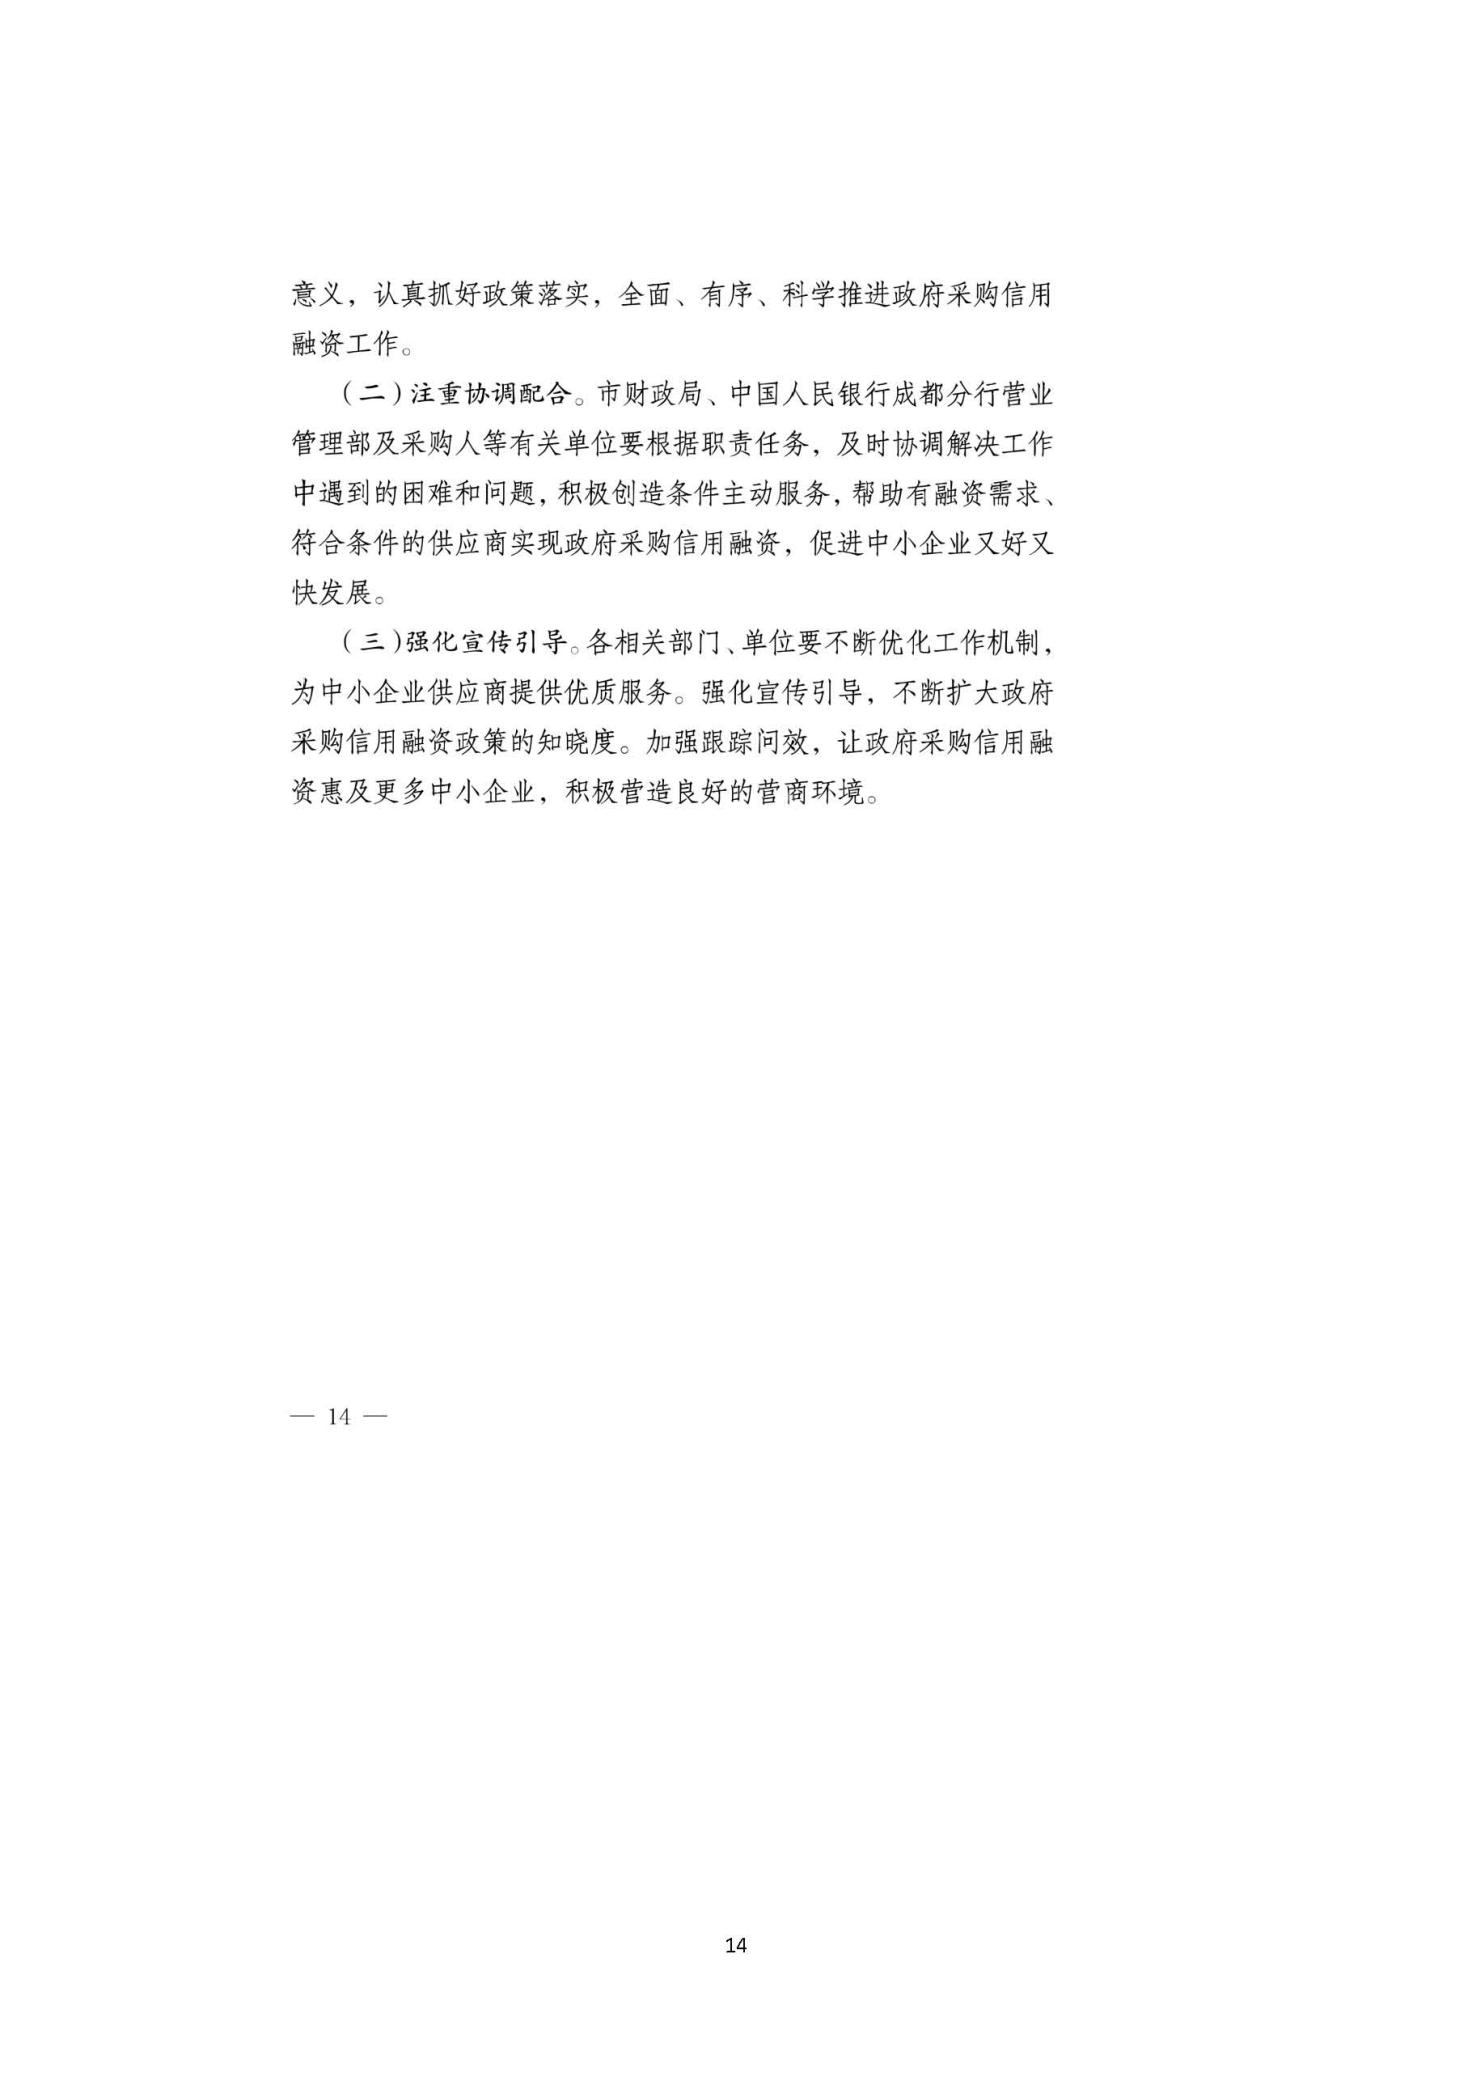 意义，认真抓好政策落实，全面、有序、科学推进政府采购信用
融资工作。
（二）注重协调配合。市财政局、中国人民银行成都分行营业
管理部及采购人等有关单位要根据职责任务，及时协调解决工作
中遇到的困难和问题，积极创造条件主动服务，帮助有融资需求、
符合条件的供应商实现政府采购信用融资，促进中小企业又好又
快发展。
（三）强化宣传引导。各相关部门、单位要不断优化工作机制，
为中小企业供应商提供优质服务。强化宣传引导，不断扩大政府
采购信用融资政策的知晓度。加强跟踪问效，让政府采购信用融
资惠及更多中小企业，积极营造良好的营商环境。
— 14 —
14